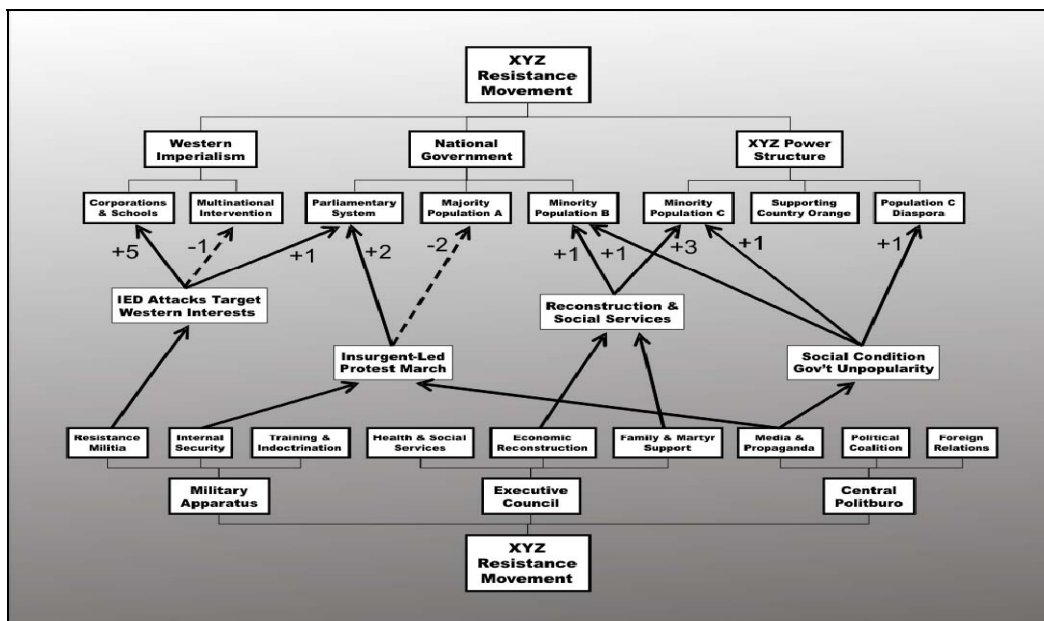 XYZ
Resistance
Movement
Western
Imperialism
National
Government
XYZ Power
Structure
Corporations
& Schools
Multinational
Intervention
Parliamentary
System
Majority
Population A
Minority
Population B
Minority
Population C
Supporting
Country Orange
Population C
Diaspora
+5
-1
+1
+2
-2
+1
+1
+3
+1
+1
IED Attacks Target
Western Interests
Reconstruction &
Social Services
Insurgent-Led
Protest March
Social Condition
Gov't Unpopularity
Resistance
Militia
Internal
Security
Training &
Indoctrination
Health & Social
Services
Economic
Reconstruction
Family & Martyr
Support
Media &
Propaganda
Political
Coalition
Foreign
Relations
Military
Apparatus
Executive
Council
Central
Politburo
XYZ
Resistance
Movement